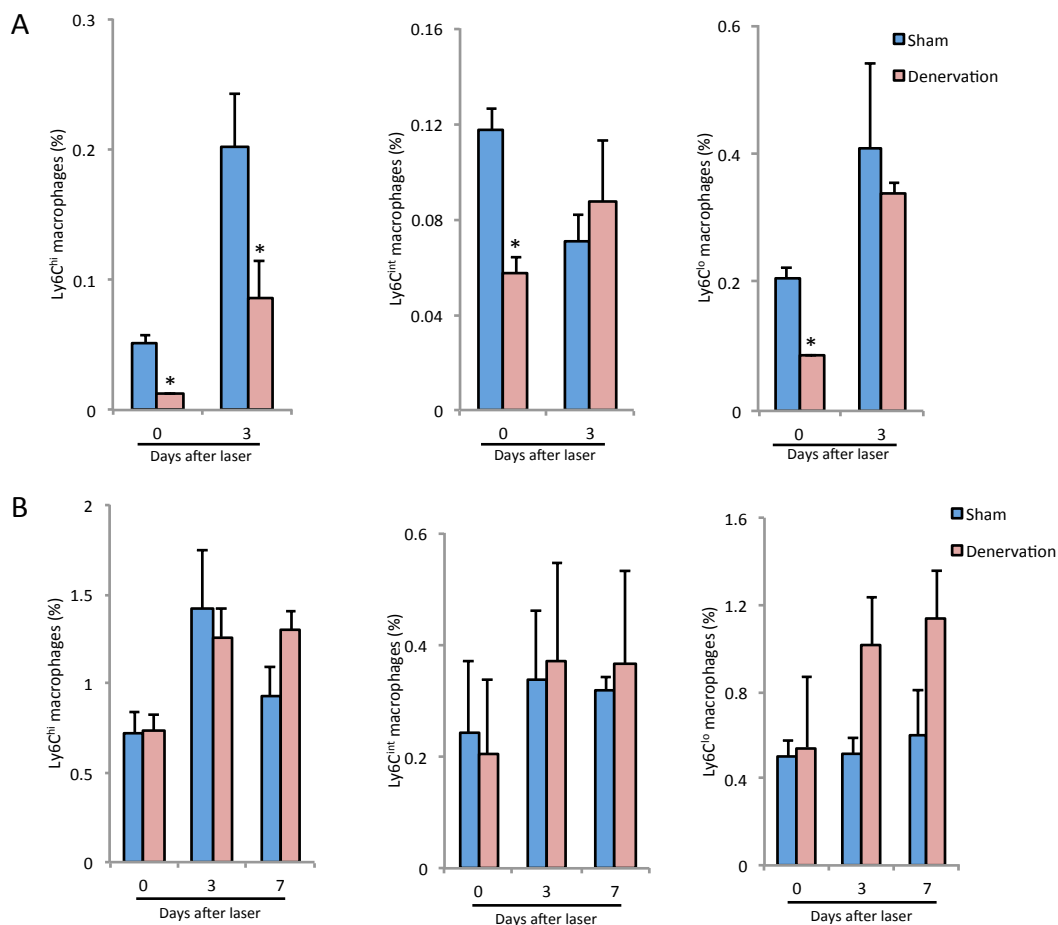 A
Ly6Chi macrophages (%)
0.3
0.2
0.1
0
*
*
0 3
Days after laser
Ly6Cint macrophages (%)
0.16
0.12
0.08
0.04
0
*
0 3
Days after laser
Ly6Clo macrophages (%)
0.6
0.4
0.2
0
*
0 3
Days after laser
Sham
Denervation
B
Ly6Chi macrophages (%)
2
1.5
1
0.5
0
0 3 7
Days after laser
Ly6Cint macrophages (%)
0.6
0.4
0.2
0
0 3 7
Days after laser
Ly6Clo macrophages (%)
1.6
1.2
0.8
0.4
0
0 3 7
Days after laser
Sham
Denervation